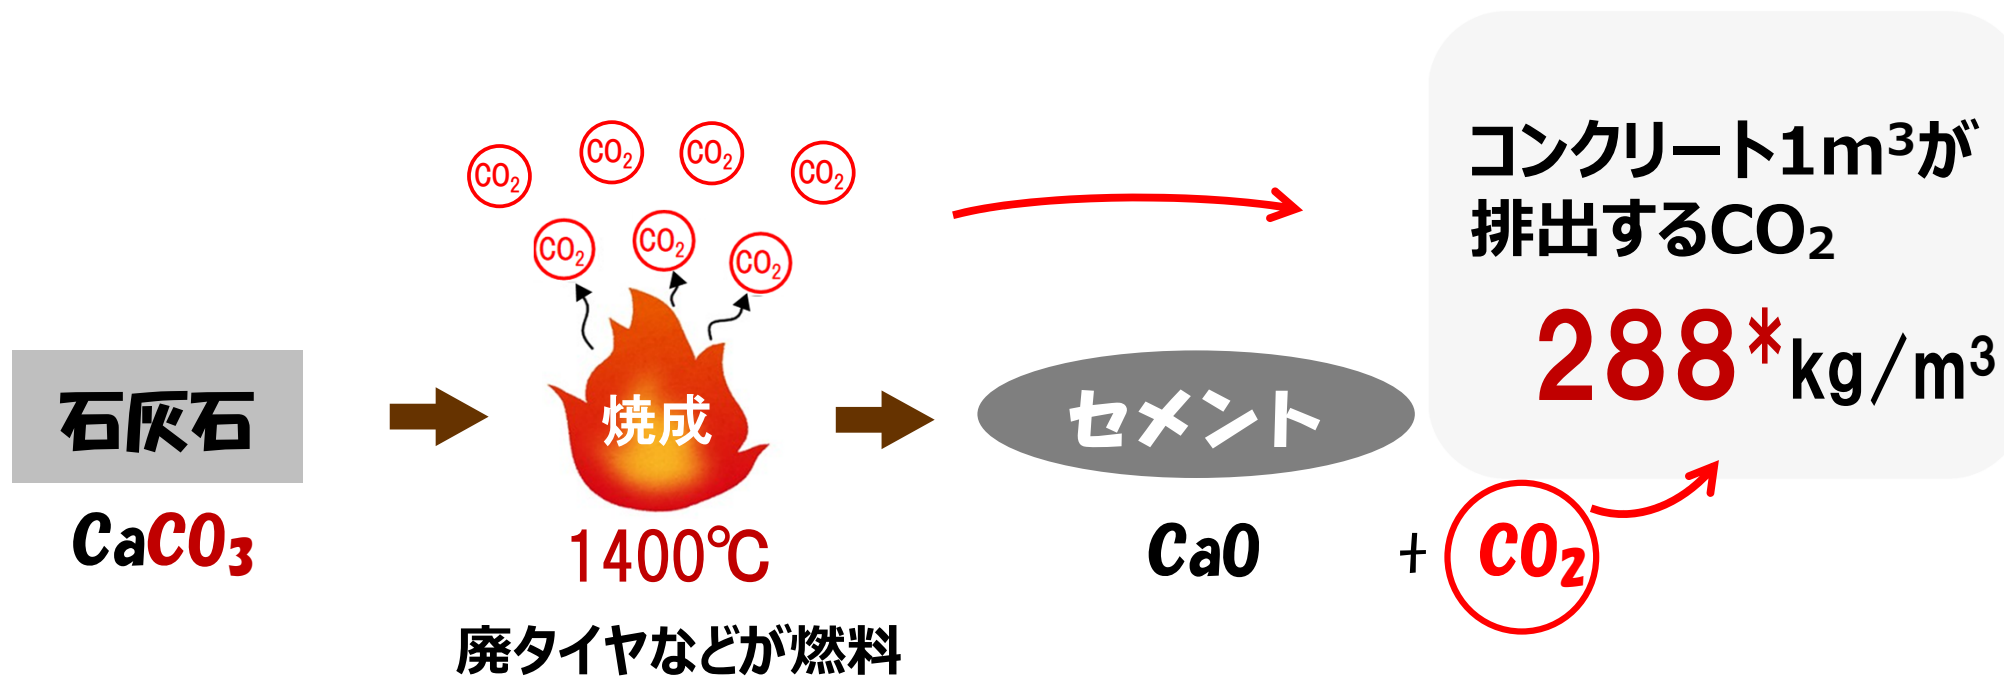 CO₂
CO₂
CO₂
CO₂
CO₂
CO₂
CO₂
石灰石
CaCO₃
焼成
1400℃
廃タイヤなどが燃料
セメント
CaO + CO₂
コンクリート1m³が
排出するCO₂
288*kg/m³